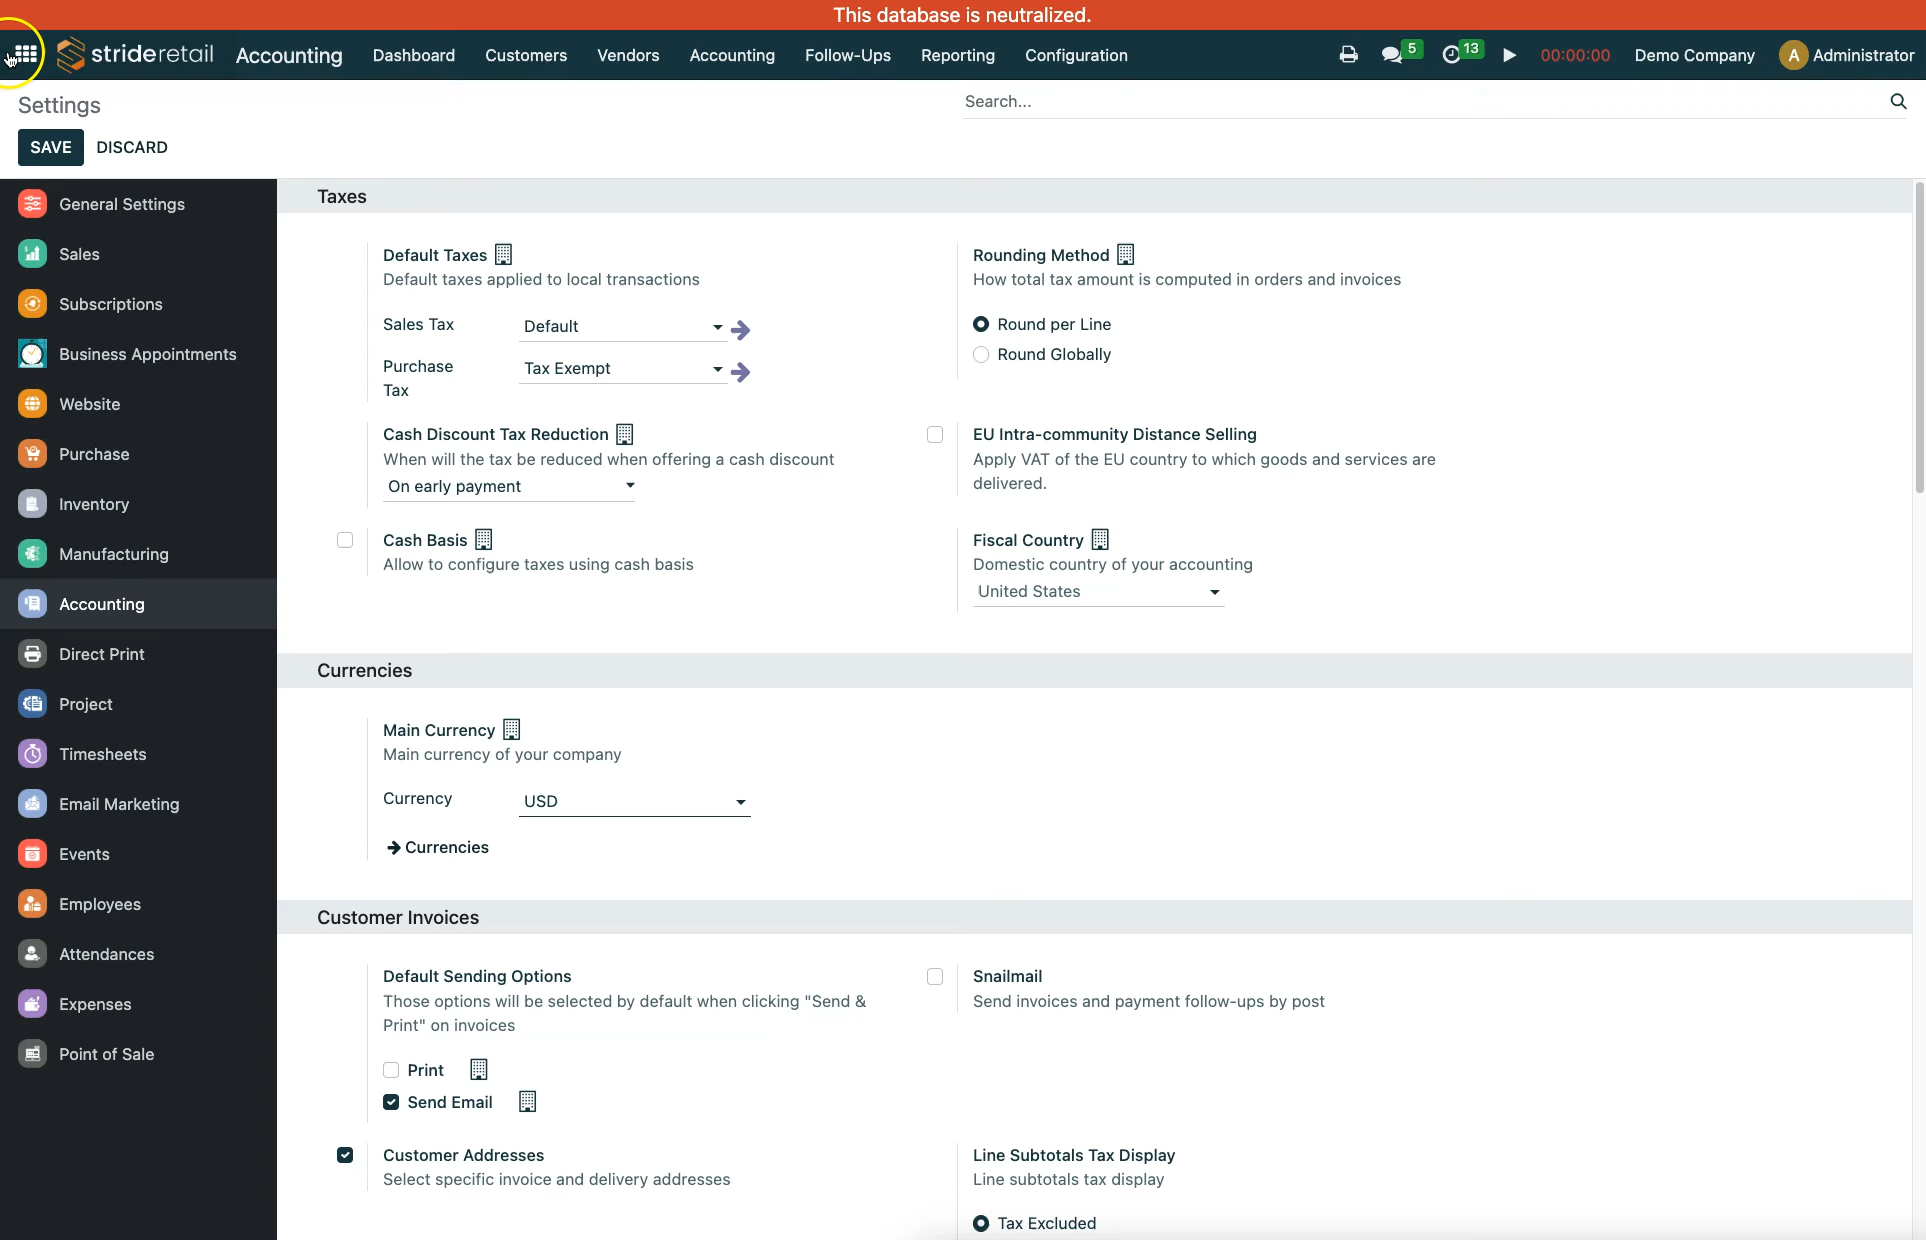 This database is neutralized.
strideretail Accounting Dashboard Customers Vendors Accounting Follow-Ups Reporting Configuration 5 13 00:00:00 Demo Company A Administrator
Settings
Search...
SAVE DISCARD
General Settings
Sales
Subscriptions
Business Appointments
Website
Purchase
Inventory
Manufacturing
Accounting
Direct Print
Project
Timesheets
Email Marketing
Events
Employees
Attendances
Expenses
Point of Sale
Taxes
Default Taxes
Default taxes applied to local transactions
Sales Tax Default
Purchase Tax Exempt
Tax
Rounding Method
How total tax amount is computed in orders and invoices
Round per Line
Round Globally
Cash Discount Tax Reduction
When will the tax be reduced when offering a cash discount
On early payment
EU Intra-community Distance Selling
Apply VAT of the EU country to which goods and services are
delivered.
Cash Basis
Allow to configure taxes using cash basis
Fiscal Country
Domestic country of your accounting
United States
Currencies
Main Currency
Main currency of your company
Currency USD
Currencies
Customer Invoices
Default Sending Options
Those options will be selected by default when clicking "Send &
Print" on invoices
Print
Send Email
Snailmail
Send invoices and payment follow-ups by post
Customer Addresses
Select specific invoice and delivery addresses
Line Subtotals Tax Display
Line subtotals tax display
Tax Excluded